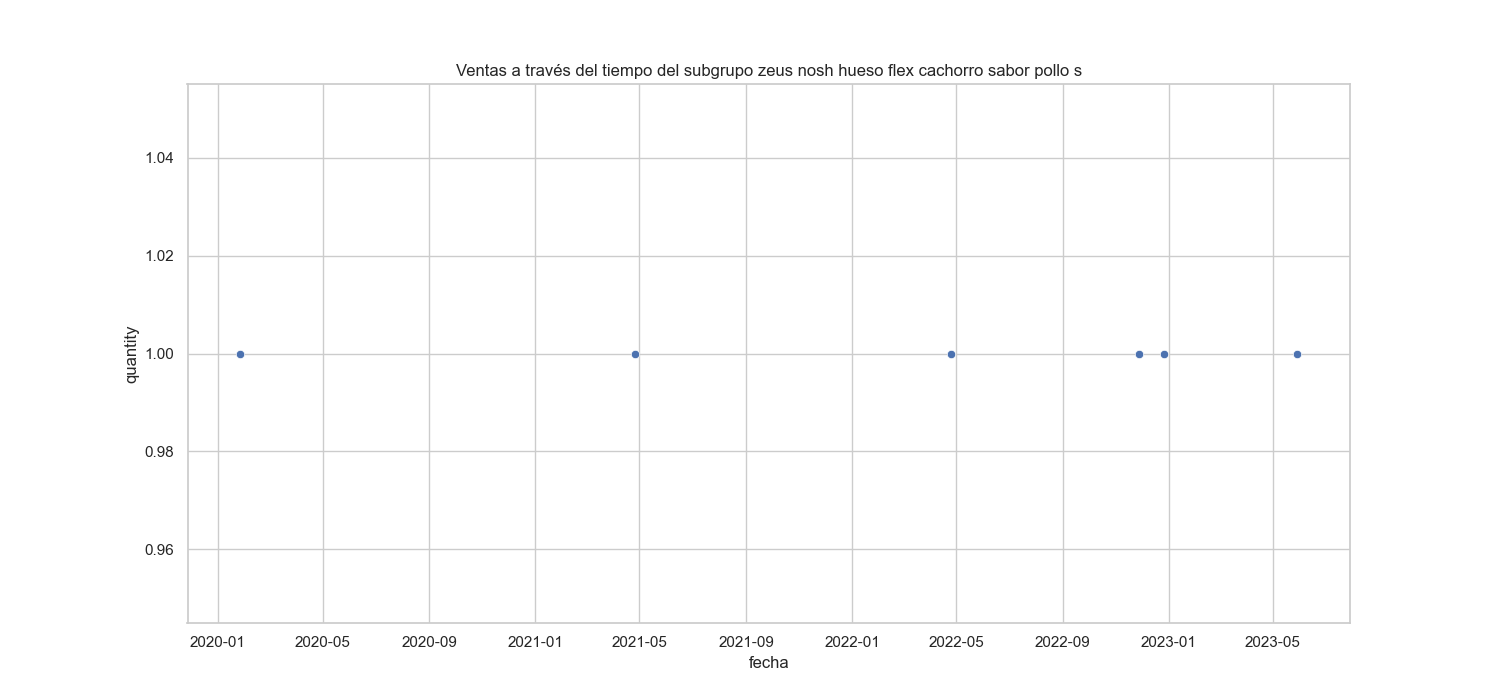 Ventas a través del tiempo del subgrupo zeus nosh hueso flex cachorro sabor pollo s
1.04
1.02
1.00
0.98
0.96
quantity
2020-01 2020-05 2020-09 2021-01 2021-05 2021-09 2022-01 2022-05 2022-09 2023-01 2023-05
fecha